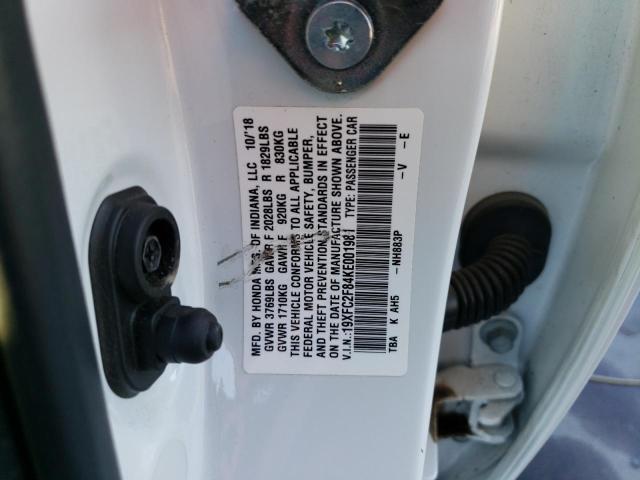 MFD. BY HONDA MFG. OF INDIANA, LLC 10/'18
GVWR 3769LBS GAWR F 2028LBS R 1829LBS
GVWR 1710KG GAWR F 920KG R 830KG
THIS VEHICLE CONFORMS TO ALL APPLICABLE
FEDERAL MOTOR VEHICLE SAFETY, BUMPER,
AND THEFT PREVENTION STANDARDS IN EFFECT
ON THE DATE OF MANUFACTURE SHOWN ABOVE.
V.I.N.:19XFC2F84KE001981 TYPE: PASSENGER CAR
TBA K AH5 –NH883P –V –E